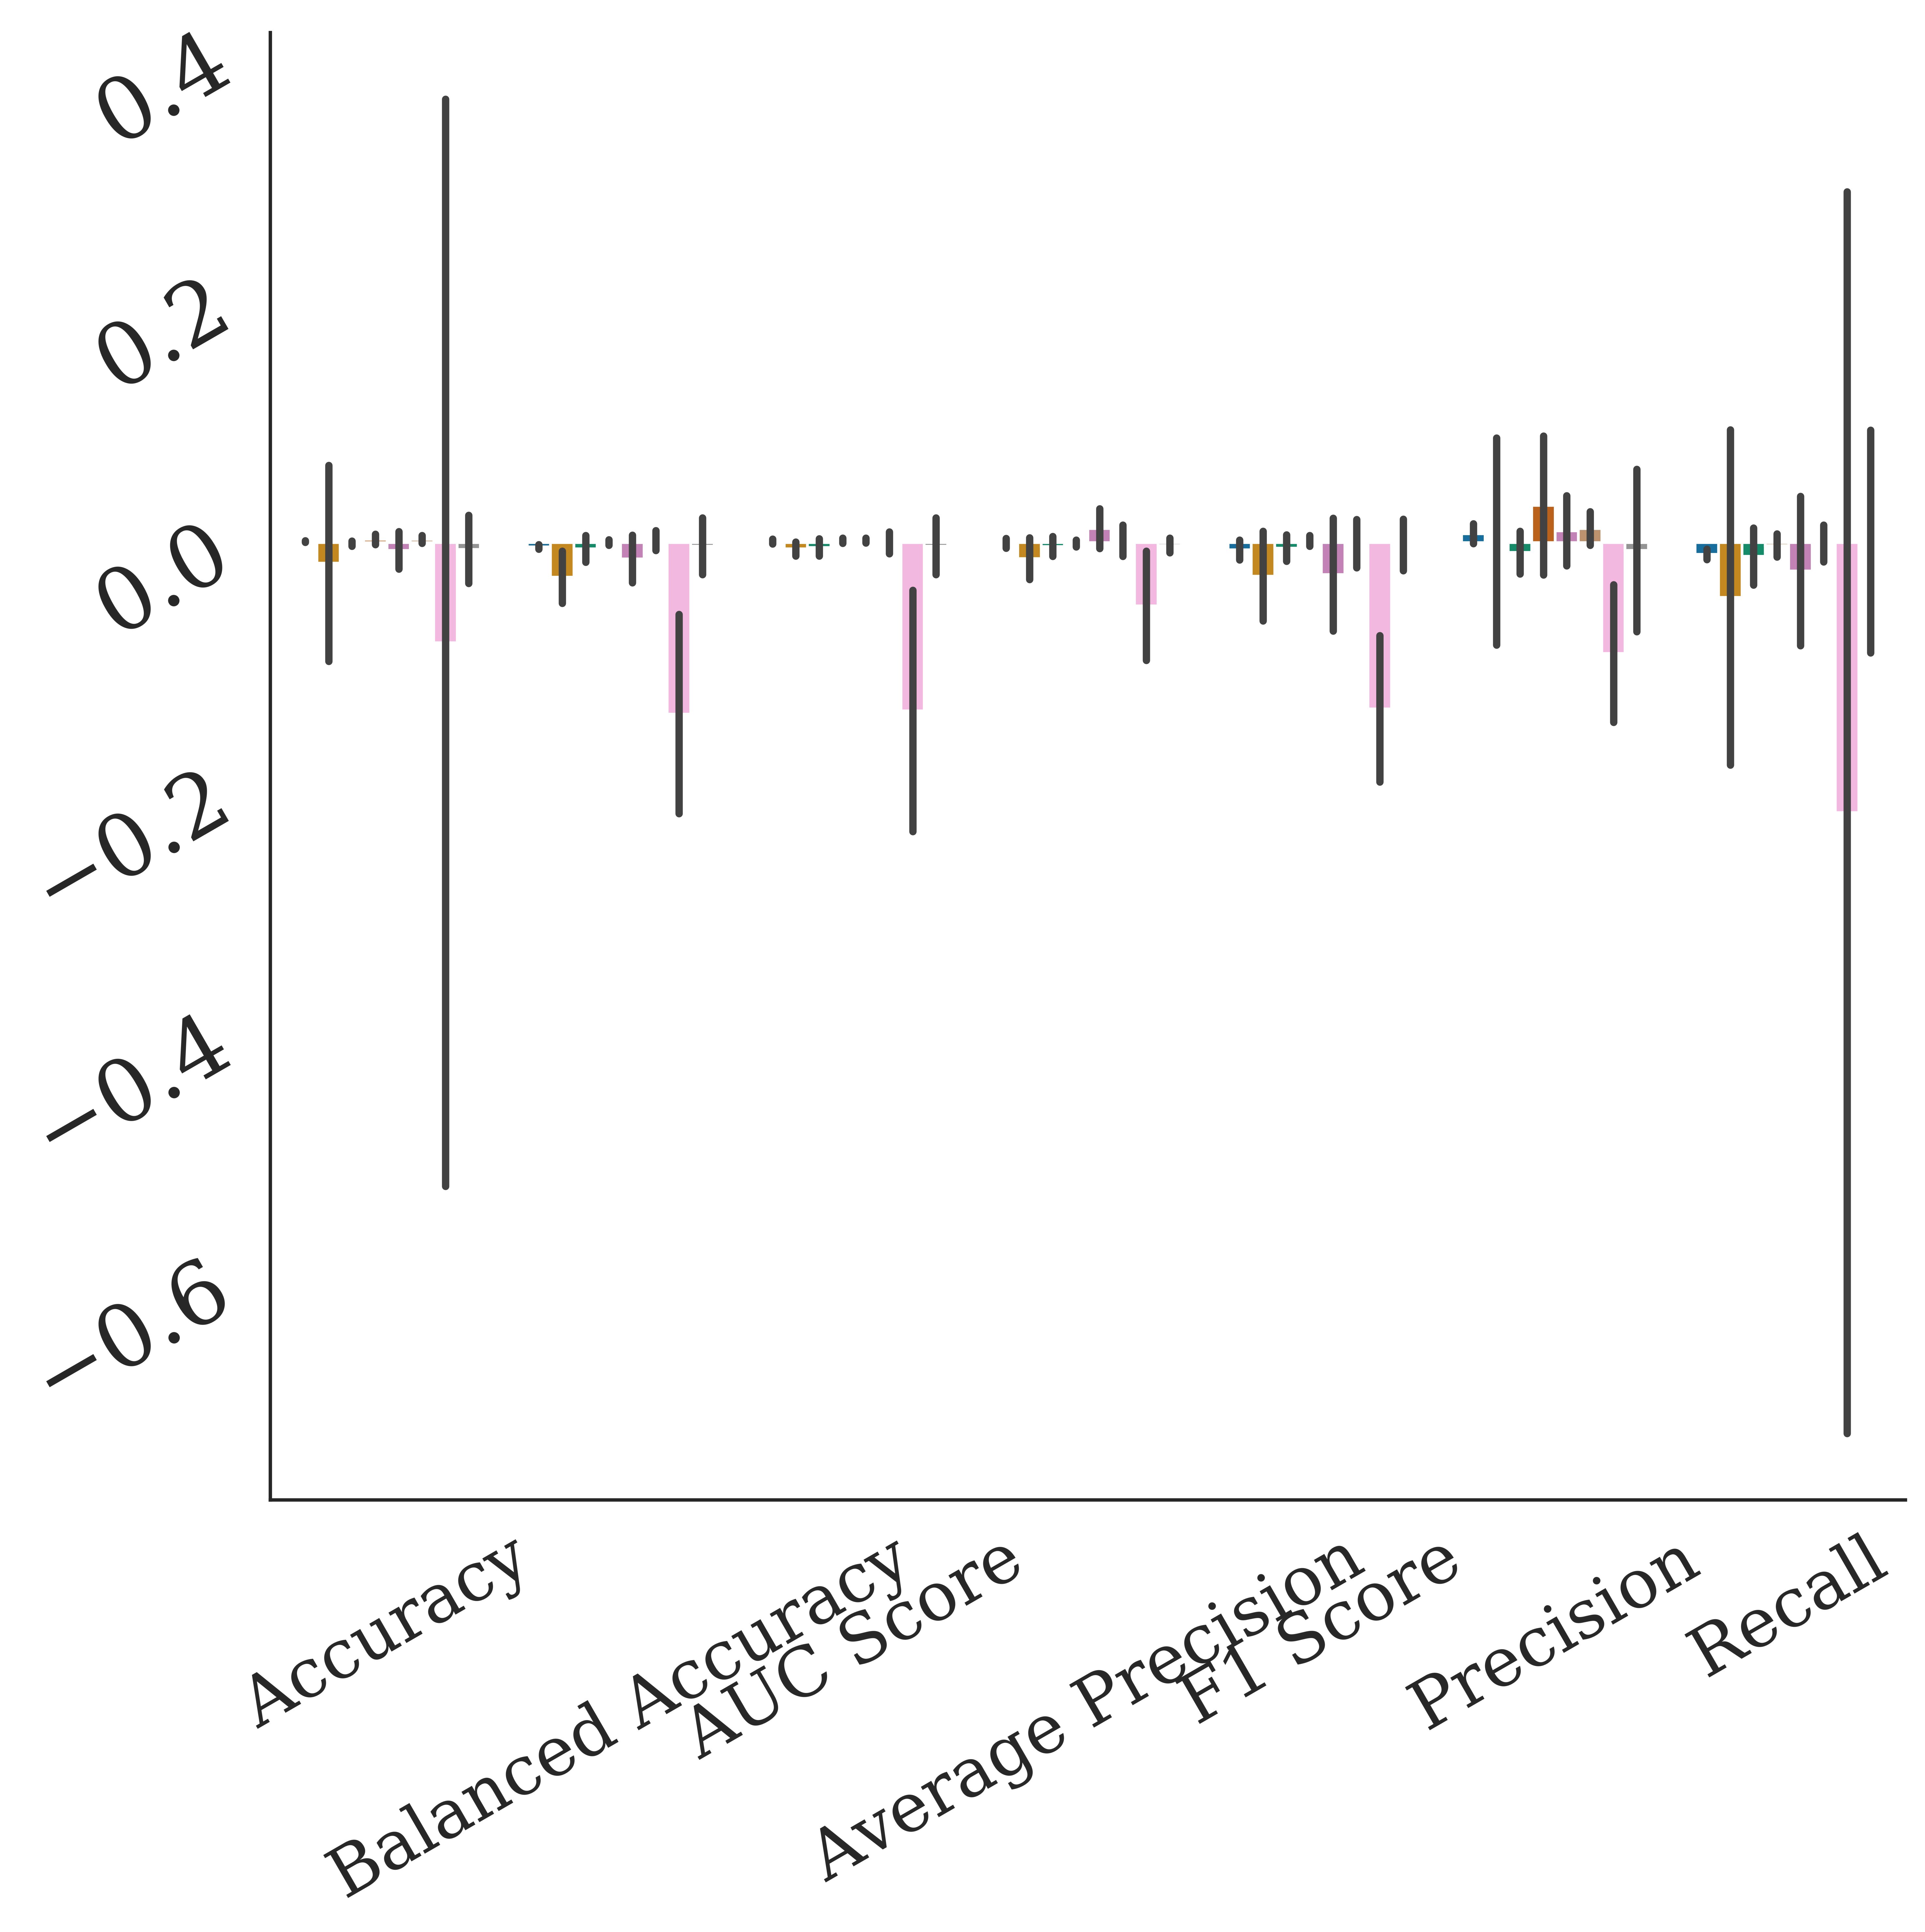 0.4
0.2
0.0
−0.2
−0.4
−0.6
Accuracy
Balanced Accuracy
AUC Score
Average Precision
F1 Score
Precision
Recall